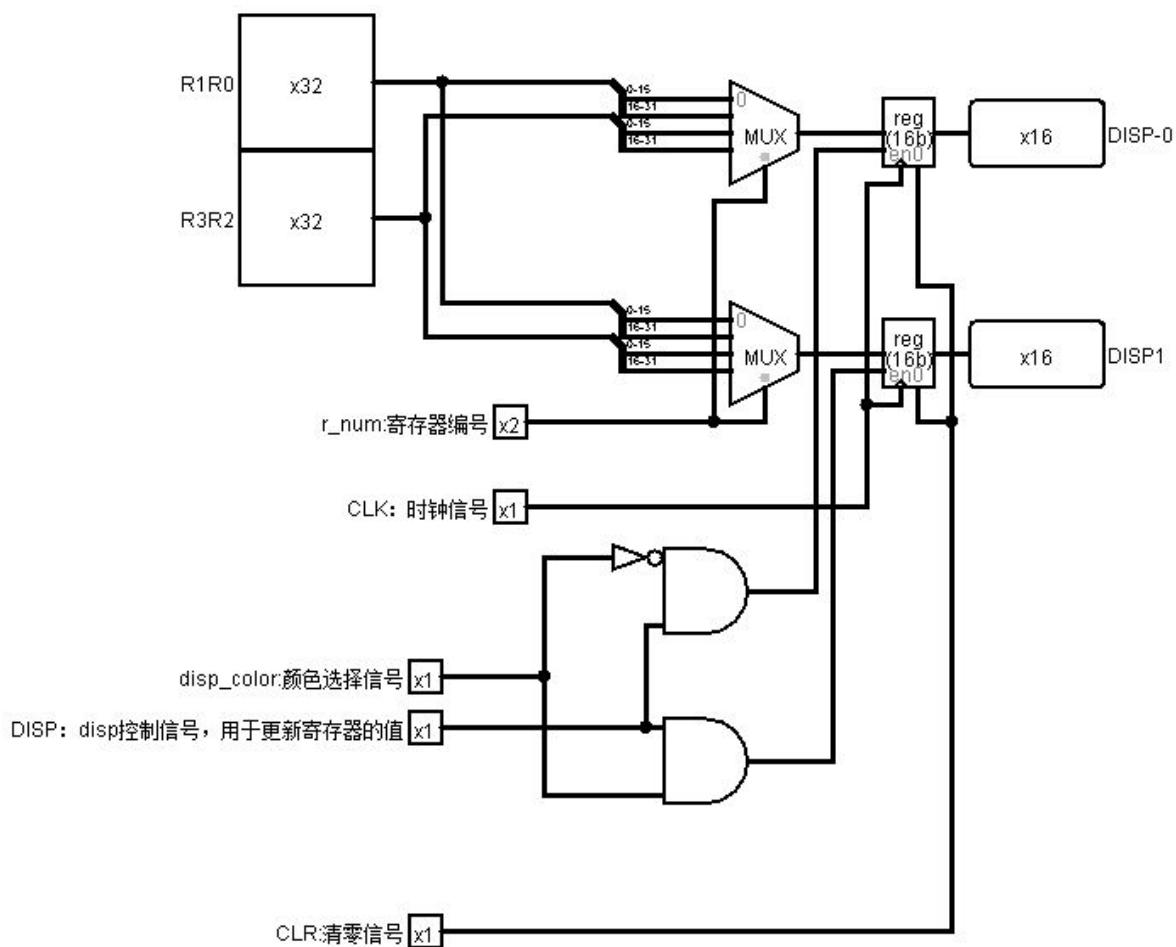 R1R0
x32
0-15
16-31
0-15
16-31
0
MUX
reg
(16b)
en0
x16
DISP-0
R3R2
x32
0-15
16-31
0-15
16-31
0
MUX
reg
(16b)
en0
x16
DISP1
r_num:寄存器编号
x2
CLK：时钟信号
x1
disp_color:颜色选择信号
x1
DISP：disp控制信号，用于更新寄存器的值
x1
CLR:清零信号
x1